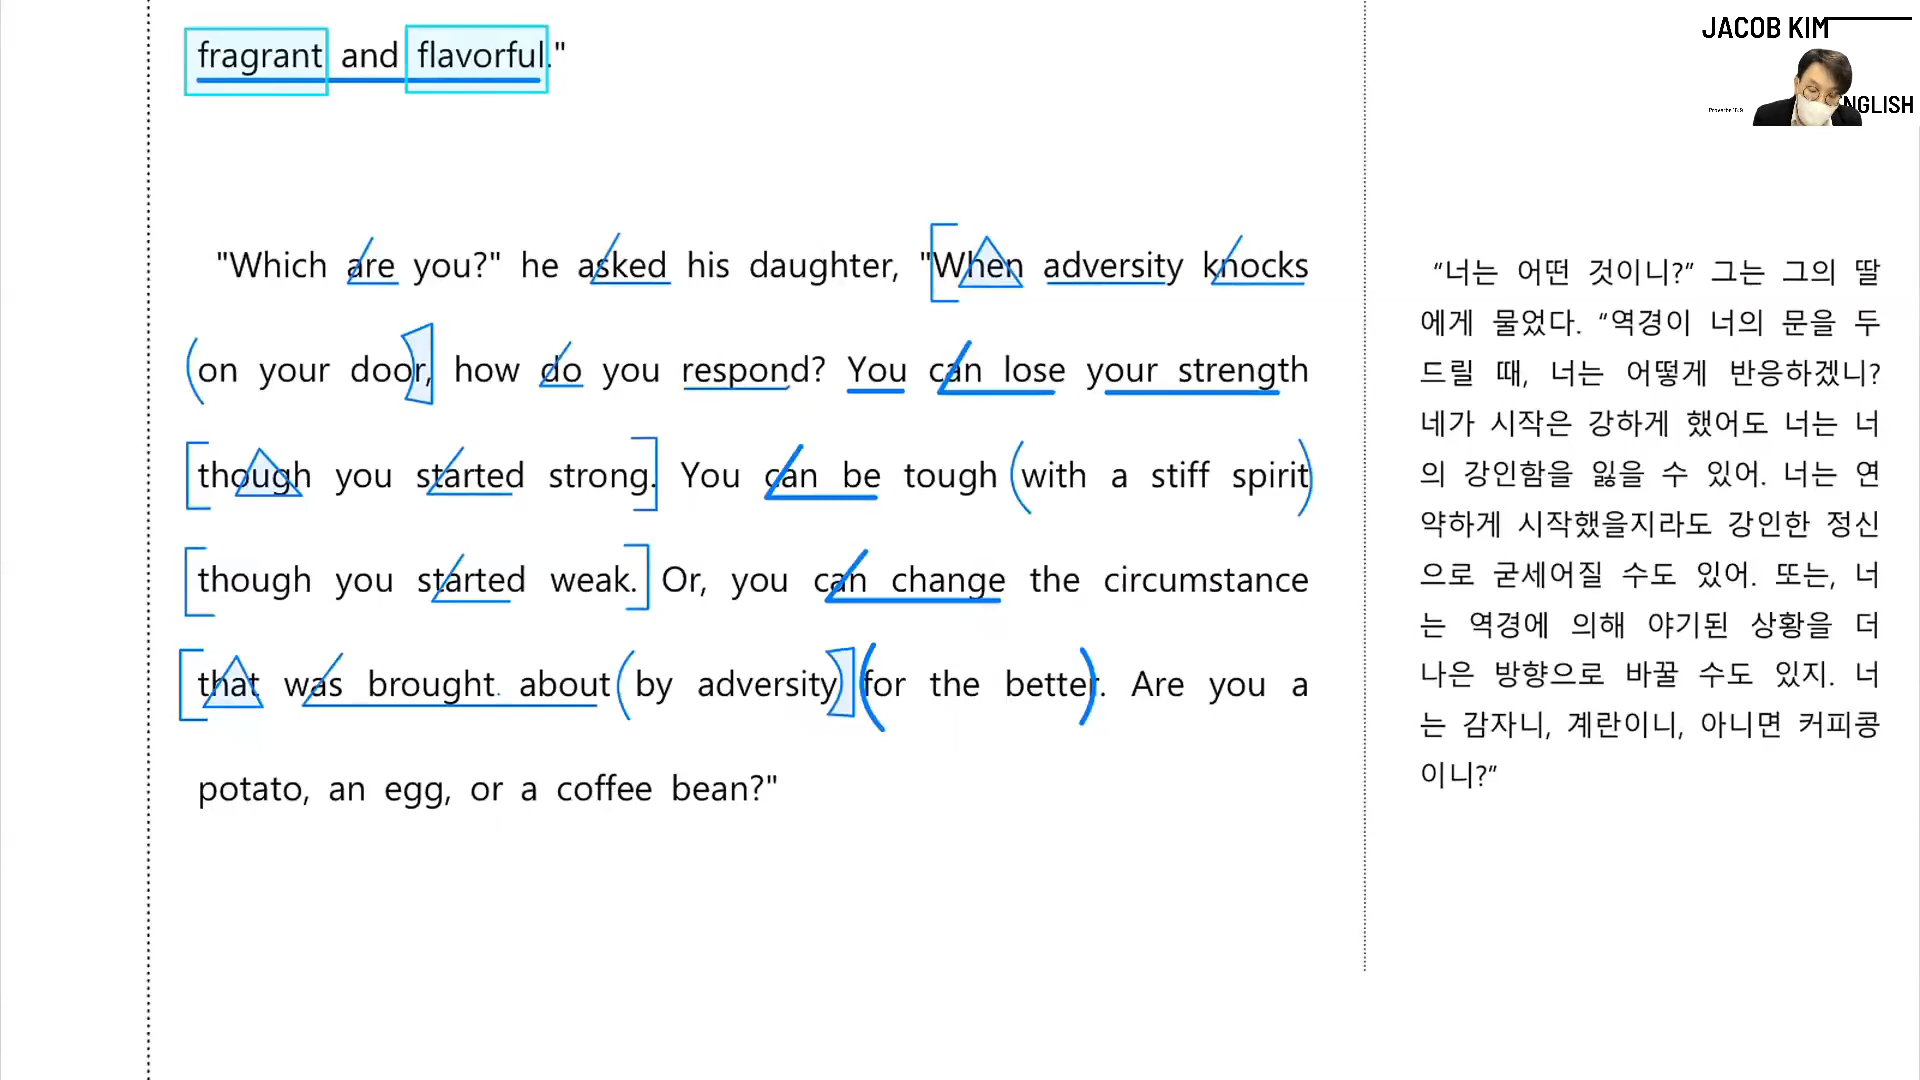 fragrant and flavorful."
JACOB KIM
NGLISH
"Which are you?" he asked his daughter, "When adversity knocks
on your door, how do you respond? You can lose your strength
though you started strong. You can be tough with a stiff spirit
though you started weak. Or, you can change the circumstance
that was brought about by adversity for the better. Are you a
potato, an egg, or a coffee bean?"
“너는 어떤 것이니?” 그는 그의 딸
에게 물었다. “역경이 너의 문을 두
드릴 때, 너는 어떻게 반응하겠니?
네가 시작은 강하게 했어도 너는 너
의 강인함을 잃을 수 있어. 너는 연
약하게 시작했을지라도 강인한 정신
으로 굳세어질 수도 있어. 또는, 너
는 역경에 의해 야기된 상황을 더
나은 방향으로 바꿀 수도 있지. 너
는 감자니, 계란이니, 아니면 커피콩
이니?”